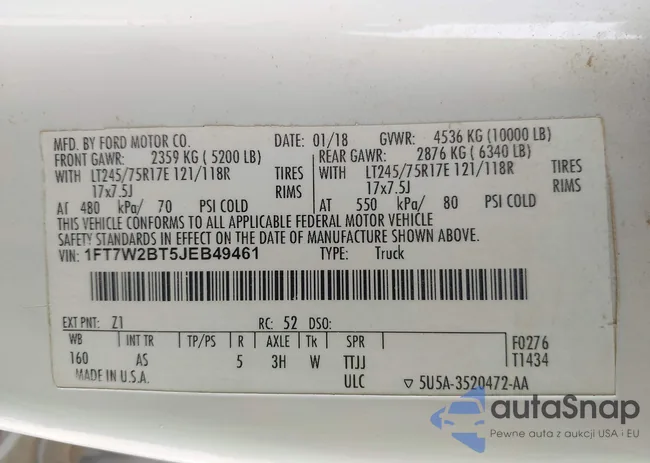 MFD. BY FORD MOTOR CO. DATE: 01/18 GVWR: 4536 KG (10000 LB)
FRONT GAWR: 2359 KG ( 5200 LB) REAR GAWR: 2876 KG ( 6340 LB)
WITH LT245/75R17E 121/118R TIRES WITH LT245/75R17E 121/118R TIRES
17x7.5J RIMS 17x7.5J RIMS
AT 480 kPa/ 70 PSI COLD AT 550 kPa/ 80 PSI COLD
THIS VEHICLE CONFORMS TO ALL APPLICABLE FEDERAL MOTOR VEHICLE
SAFETY STANDARDS IN EFFECT ON THE DATE OF MANUFACTURE SHOWN ABOVE.
VIN: 1FT7W2BT5JEB49461 TYPE: Truck
EXT PNT: Z1 RC: 52 DSO:
WB INT TR TP/PS R AXLE Tk SPR F0276
160 AS 5 3H W TTJJ T1434
MADE IN U.S.A. ULC ▽ 5U5A-3520472-AA
autaSnap
Pewne auta z aukcji USA i EU